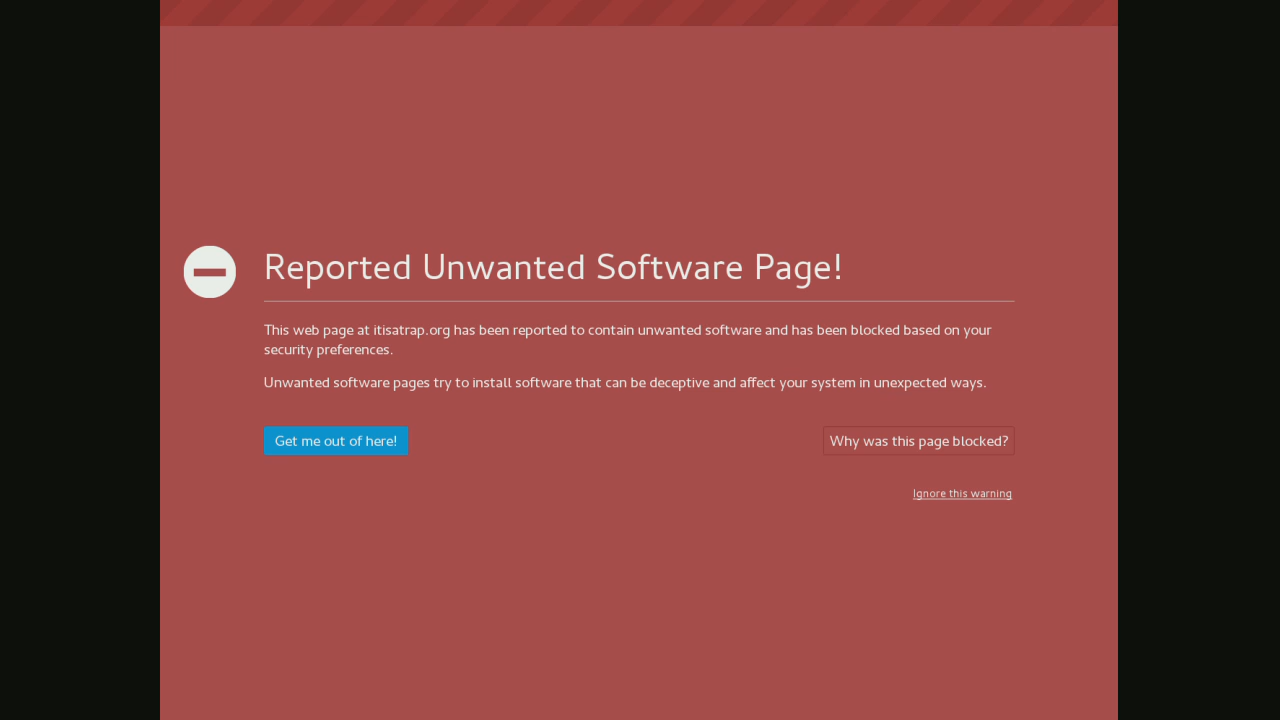 Reported Unwanted Software Page!
This web page at itisatrap.org has been reported to contain unwanted software and has been blocked based on your
security preferences.
Unwanted software pages try to install software that can be deceptive and affect your system in unexpected ways.
Get me out of here!
Why was this page blocked?
Ignore this warning